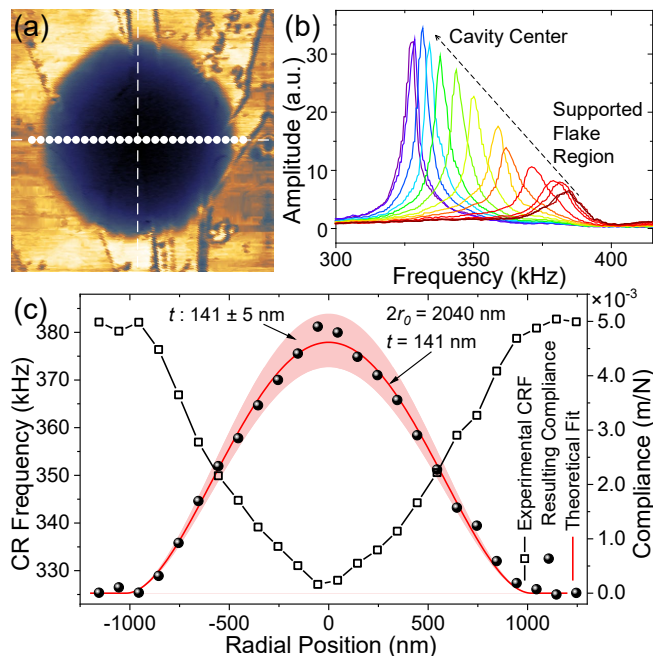 (a)
(b)
Cavity Center
Supported
Flake
Region
Amplitude (a.u.)
0
10
20
30
300
350
400
Frequency (kHz)
(c)
t : 141 ± 5 nm
2r₀ = 2040 nm
t = 141 nm
×10⁻³
CR Frequency (kHz)
380
370
360
350
340
330
5.0
4.0
3.0
2.0
1.0
0.0
Compliance (m/N)
Experimental CRF
Resulting Compliance
Theoretical Fit
-1000
-500
0
500
1000
Radial Position (nm)